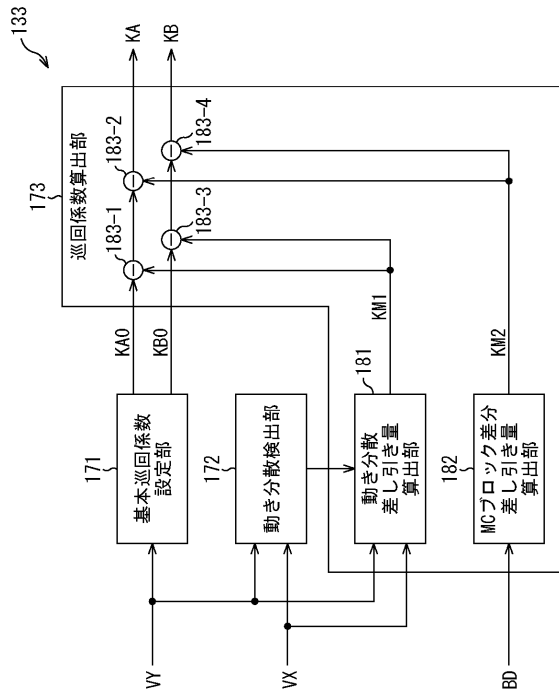 133
173
巡回係数算出部
KA
KB
183-1
183-2
183-3
183-4
KA0
KB0
171
基本巡回係数
設定部
172
動き分散検出部
181
動き分散
差し引き量
算出部
KM1
182
MCブロック差分
差し引き量
算出部
KM2
VY
VX
BD